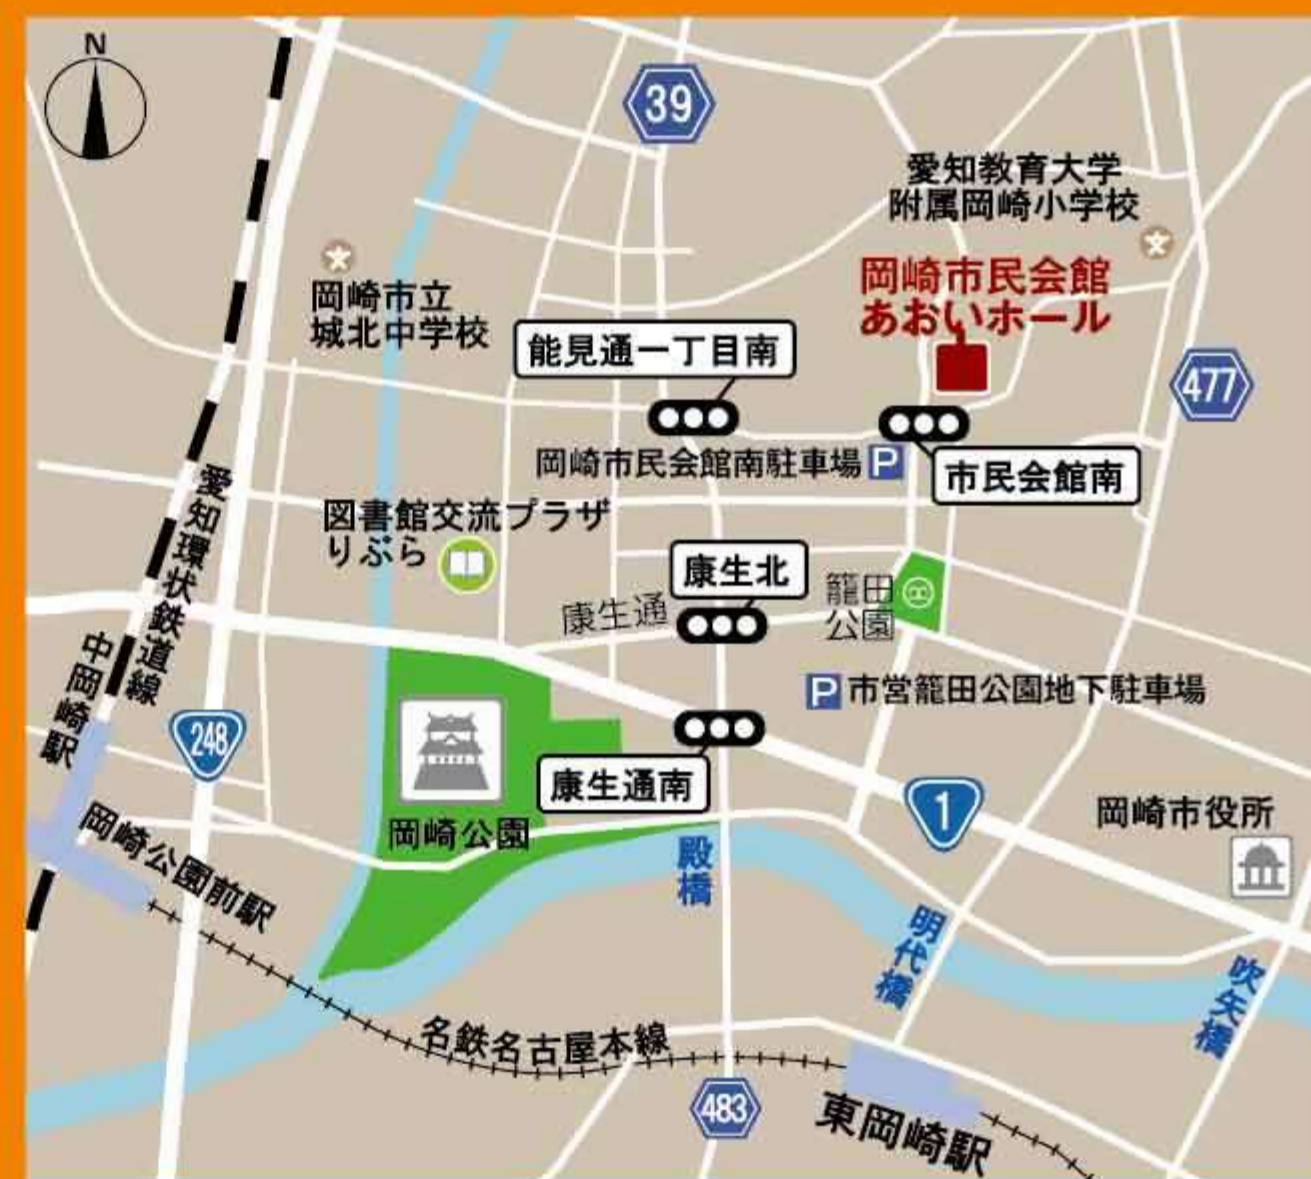 N
39
愛知教育大学
附属岡崎小学校
岡崎市民会館
あおいホール
岡崎市立
城北中学校
能見通一丁目南
477
岡崎市民会館南駐車場 P
市民会館南
愛知環状鉄道線
図書館交流プラザ
りぶら
康生北
籠田
公園
康生通
中岡崎駅
P 市営籠田公園地下駐車場
248
康生通南
1
岡崎市役所
岡崎公園
岡崎公園前駅
殿橋
明代橋
吹矢橋
名鉄名古屋本線
483
東岡崎駅